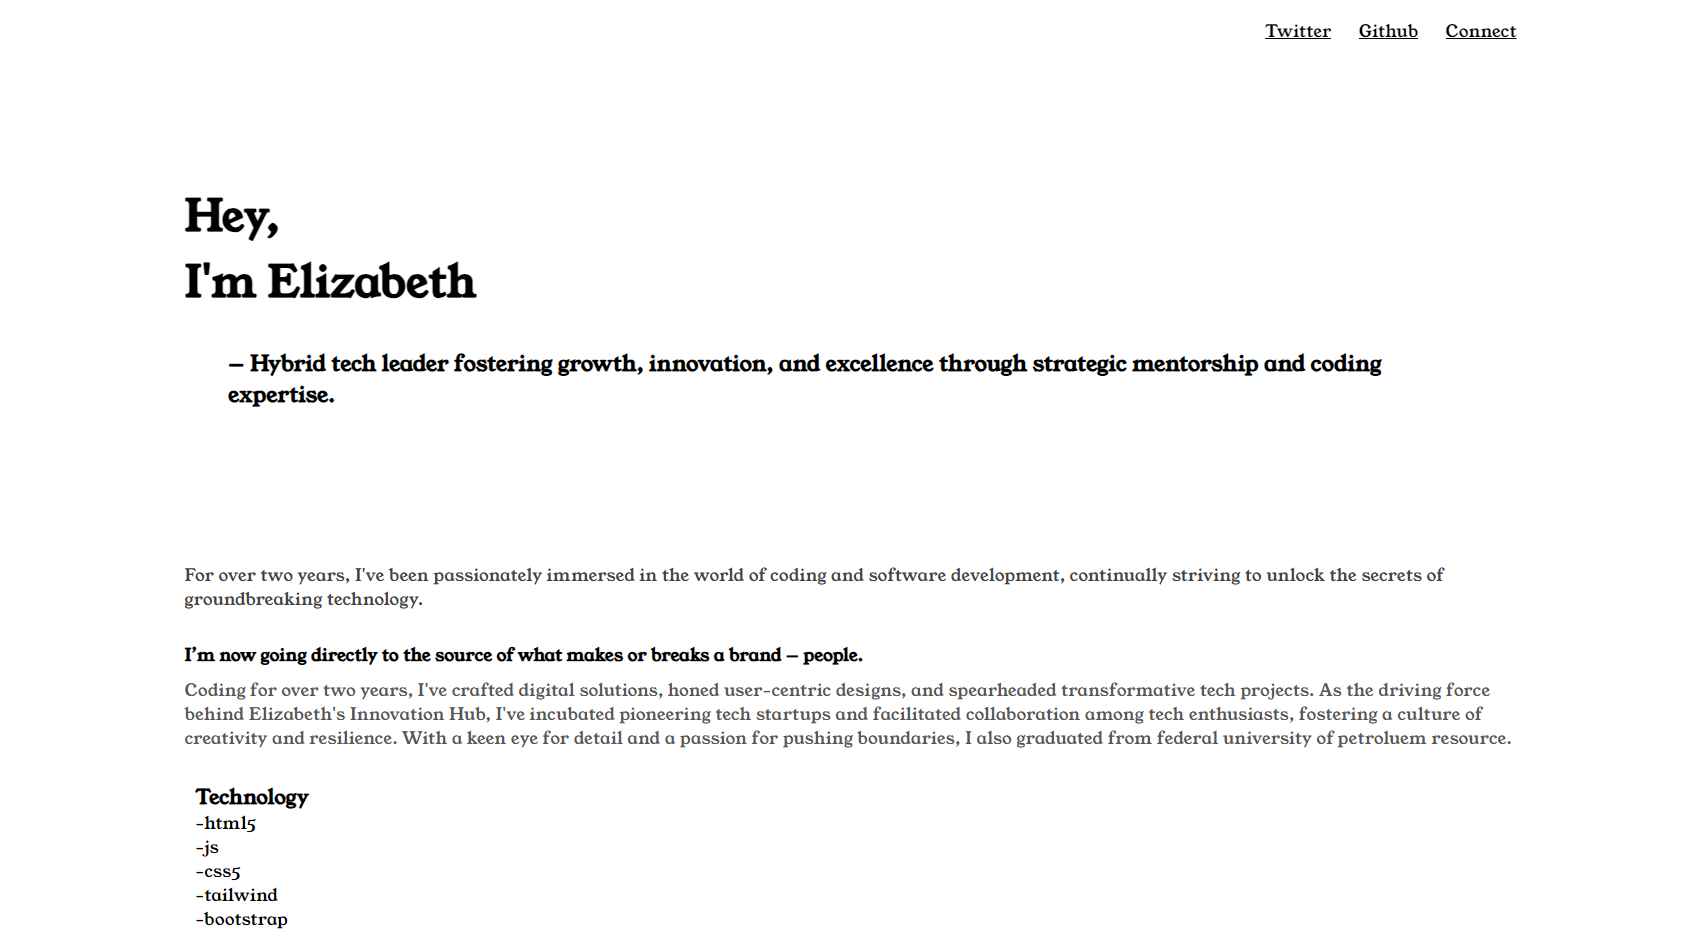 Twitter Github Connect
Hey,
I'm Elizabeth
– Hybrid tech leader fostering growth, innovation, and excellence through strategic mentorship and coding
expertise.
For over two years, I've been passionately immersed in the world of coding and software development, continually striving to unlock the secrets of
groundbreaking technology.
I’m now going directly to the source of what makes or breaks a brand – people.
Coding for over two years, I've crafted digital solutions, honed user-centric designs, and spearheaded transformative tech projects. As the driving force
behind Elizabeth's Innovation Hub, I've incubated pioneering tech startups and facilitated collaboration among tech enthusiasts, fostering a culture of
creativity and resilience. With a keen eye for detail and a passion for pushing boundaries, I also graduated from federal university of petroluem resource.
Technology
-html5
-js
-css5
-tailwind
-bootstrap